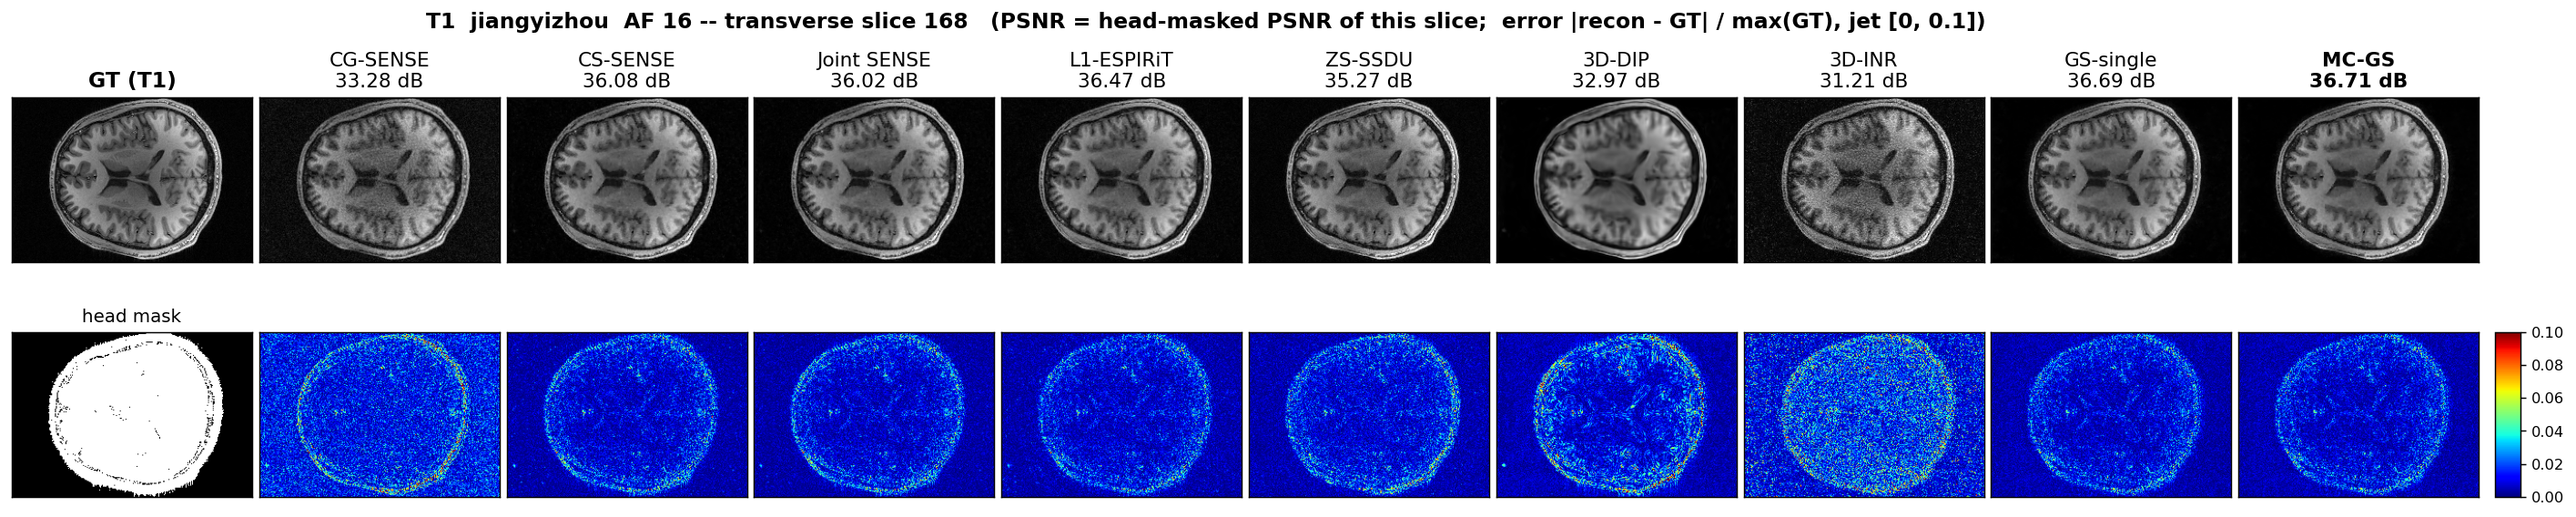 T1 jiangyizhou AF 16 -- transverse slice 168 (PSNR = head-masked PSNR of this slice; error |recon - GT| / max(GT), jet [0, 0.1])
GT (T1)
CG-SENSE
33.28 dB
CS-SENSE
36.08 dB
Joint SENSE
36.02 dB
L1-ESPIRiT
36.47 dB
ZS-SSDU
35.27 dB
3D-DIP
32.97 dB
3D-INR
31.21 dB
GS-single
36.69 dB
MC-GS
36.71 dB
head mask
0.10
0.08
0.06
0.04
0.02
0.00